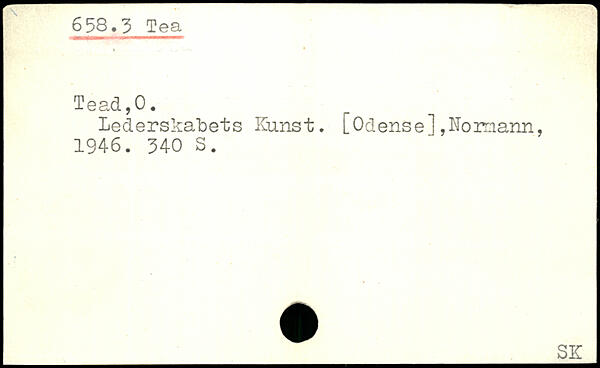 658.3 Tea
Tead,O.
Lederskabets Kunst. [Odense],Normann,
1946. 340 S.
SK